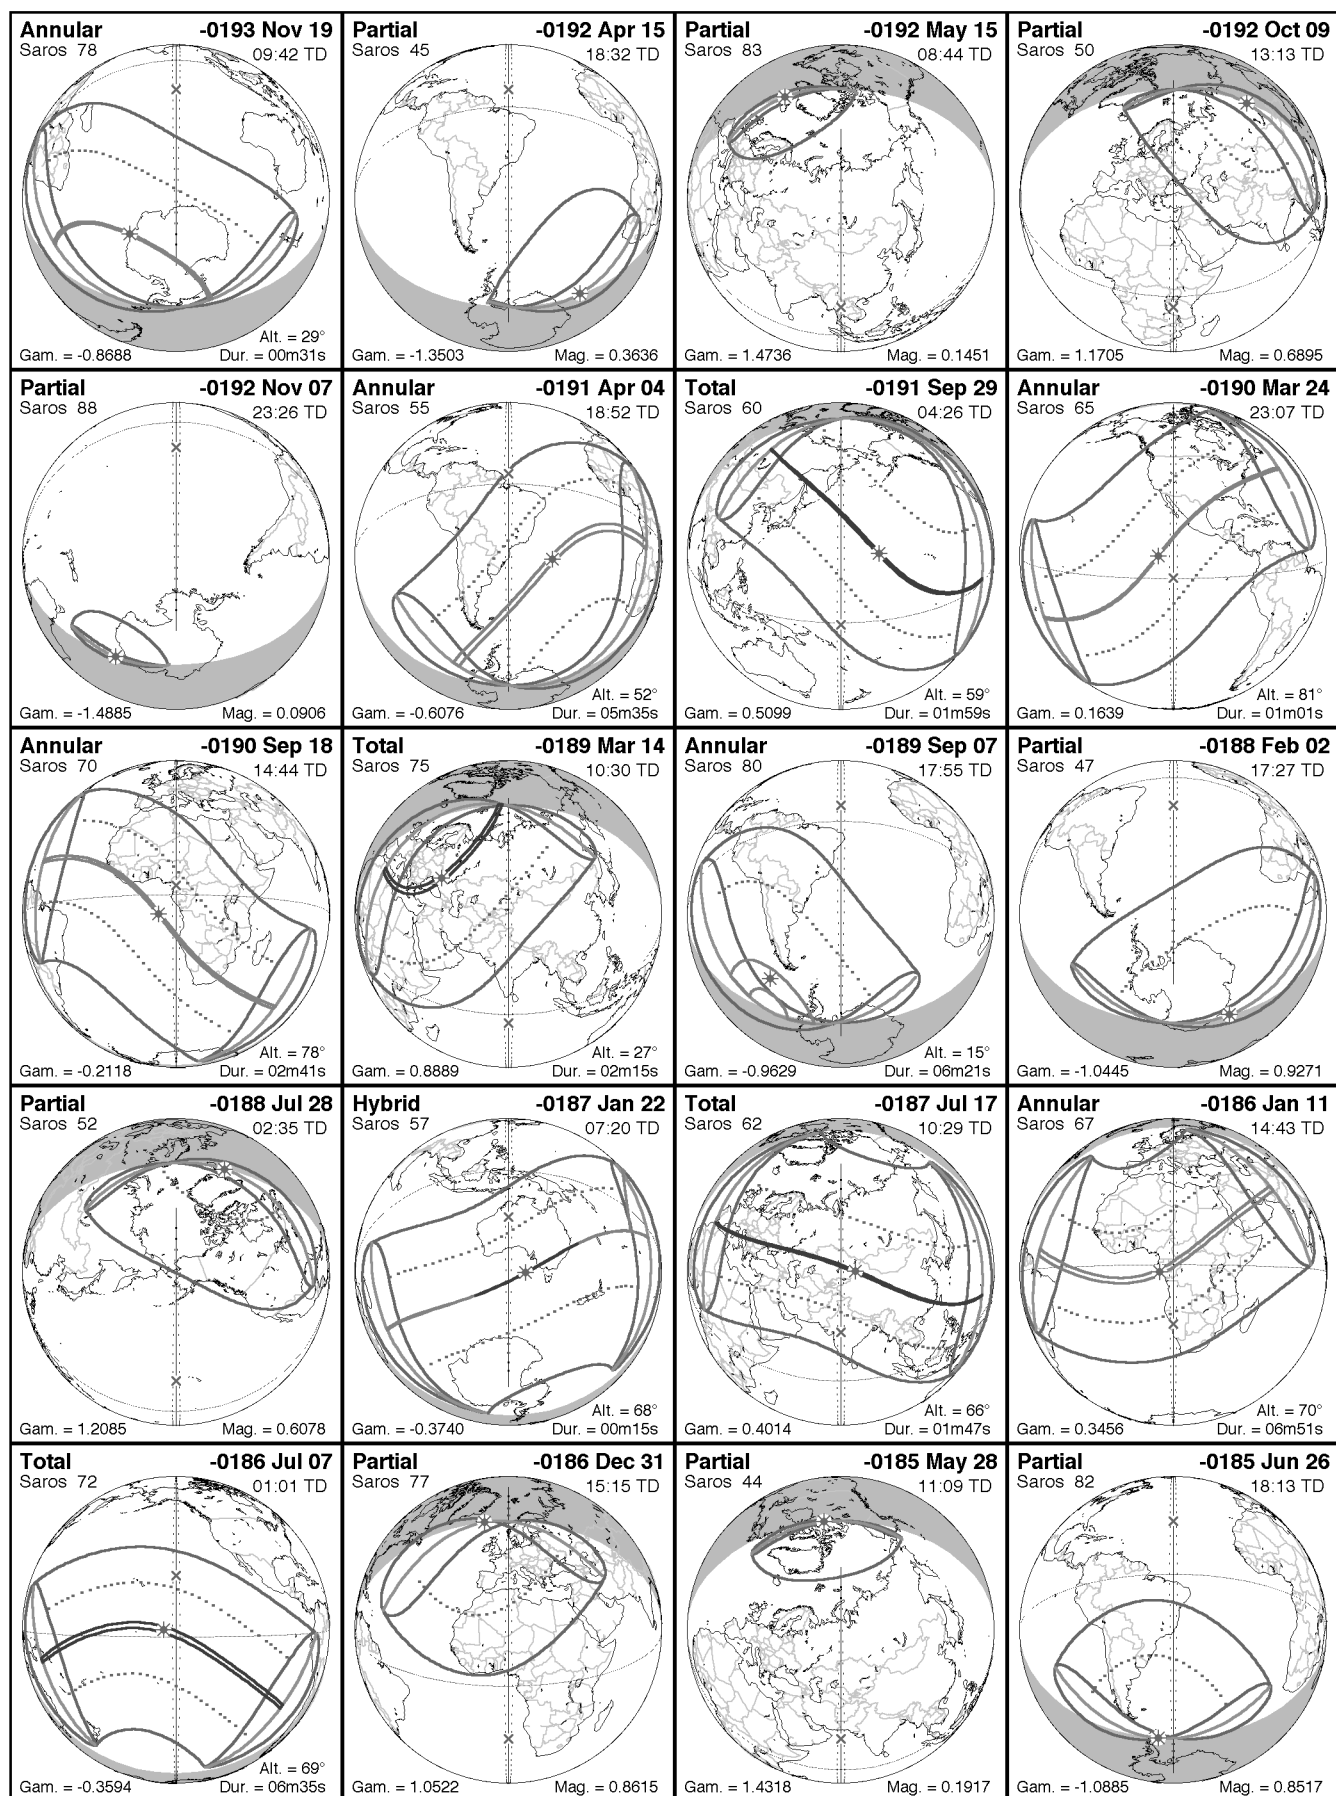 Annular -0193 Nov 19
Saros 78 09:42 TD
Alt. = 29°
Gam. = -0.8688 Dur. = 00m31s
Partial -0192 Apr 15
Saros 45 18:32 TD
Gam. = -1.3503 Mag. = 0.3636
Partial -0192 May 15
Saros 83 08:44 TD
Gam. = 1.4736 Mag. = 0.1451
Partial -0192 Oct 09
Saros 50 13:13 TD
Gam. = 1.1705 Mag. = 0.6895
Partial -0192 Nov 07
Saros 88 23:26 TD
Gam. = -1.4885 Mag. = 0.0906
Annular -0191 Apr 04
Saros 55 18:52 TD
Alt. = 52°
Gam. = -0.6076 Dur. = 05m35s
Total -0191 Sep 29
Saros 60 04:26 TD
Alt. = 59°
Gam. = 0.5099 Dur. = 01m59s
Annular -0190 Mar 24
Saros 65 23:07 TD
Alt. = 81°
Gam. = 0.1639 Dur. = 01m01s
Annular -0190 Sep 18
Saros 70 14:44 TD
Alt. = 78°
Gam. = -0.2118 Dur. = 02m41s
Total -0189 Mar 14
Saros 75 10:30 TD
Alt. = 27°
Gam. = 0.8889 Dur. = 02m15s
Annular -0189 Sep 07
Saros 80 17:55 TD
Alt. = 15°
Gam. = -0.9629 Dur. = 06m21s
Partial -0188 Feb 02
Saros 47 17:27 TD
Gam. = -1.0445 Mag. = 0.9271
Partial -0188 Jul 28
Saros 52 02:35 TD
Gam. = 1.2085 Mag. = 0.6078
Hybrid -0187 Jan 22
Saros 57 07:20 TD
Alt. = 68°
Gam. = -0.3740 Dur. = 00m15s
Total -0187 Jul 17
Saros 62 10:29 TD
Alt. = 66°
Gam. = 0.4014 Dur. = 01m47s
Annular -0186 Jan 11
Saros 67 14:43 TD
Alt. = 70°
Gam. = 0.3456 Dur. = 06m51s
Total -0186 Jul 07
Saros 72 01:01 TD
Alt. = 69°
Gam. = -0.3594 Dur. = 06m35s
Partial -0186 Dec 31
Saros 77 15:15 TD
Gam. = 1.0522 Mag. = 0.8615
Partial -0185 May 28
Saros 44 11:09 TD
Gam. = 1.4318 Mag. = 0.1917
Partial -0185 Jun 26
Saros 82 18:13 TD
Gam. = -1.0885 Mag. = 0.8517